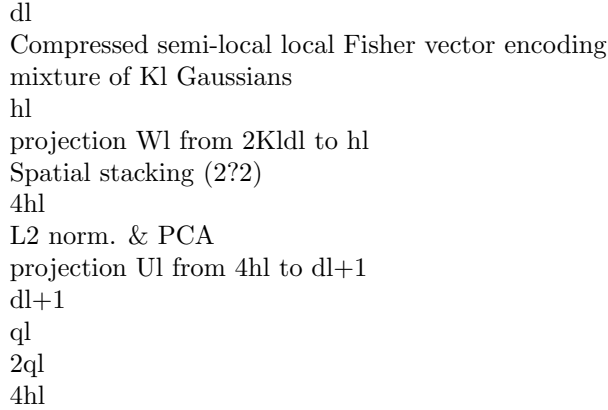 dl
Compressed semi-local local Fisher vector encoding
mixture of Kl Gaussians
hl
projection Wl from 2Kldl to hl
Spatial stacking (2?2)
4hl
L2 norm. & PCA
projection Ul from 4hl to dl+1
dl+1
ql
2ql
4hl